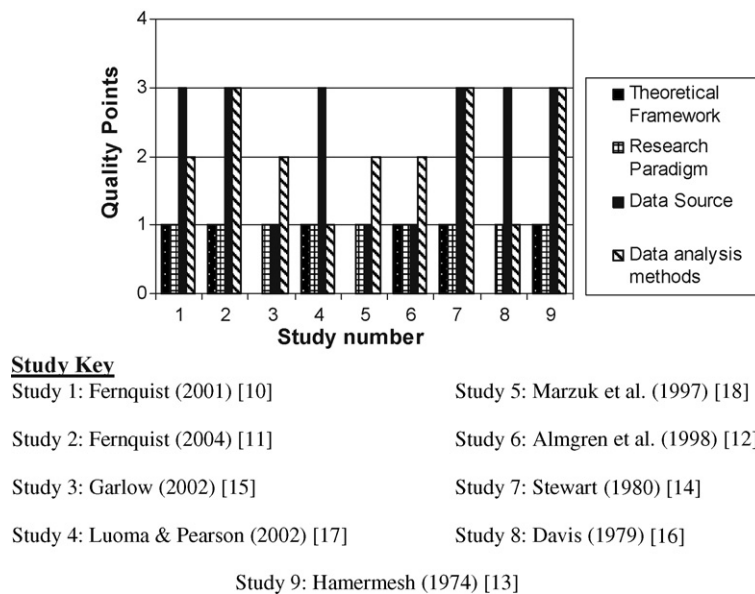 4
3
2
1
0
Quality Points
1 2 3 4 5 6 7 8 9
Study number
Theoretical
Framework
Research
Paradigm
Data Source
Data analysis
methods
Study Key
Study 1: Fernquist (2001) [10]
Study 5: Marzuk et al. (1997) [18]
Study 2: Fernquist (2004) [11]
Study 6: Almgren et al. (1998) [12]
Study 3: Garlow (2002) [15]
Study 7: Stewart (1980) [14]
Study 4: Luoma & Pearson (2002) [17]
Study 8: Davis (1979) [16]
Study 9: Hamermesh (1974) [13]